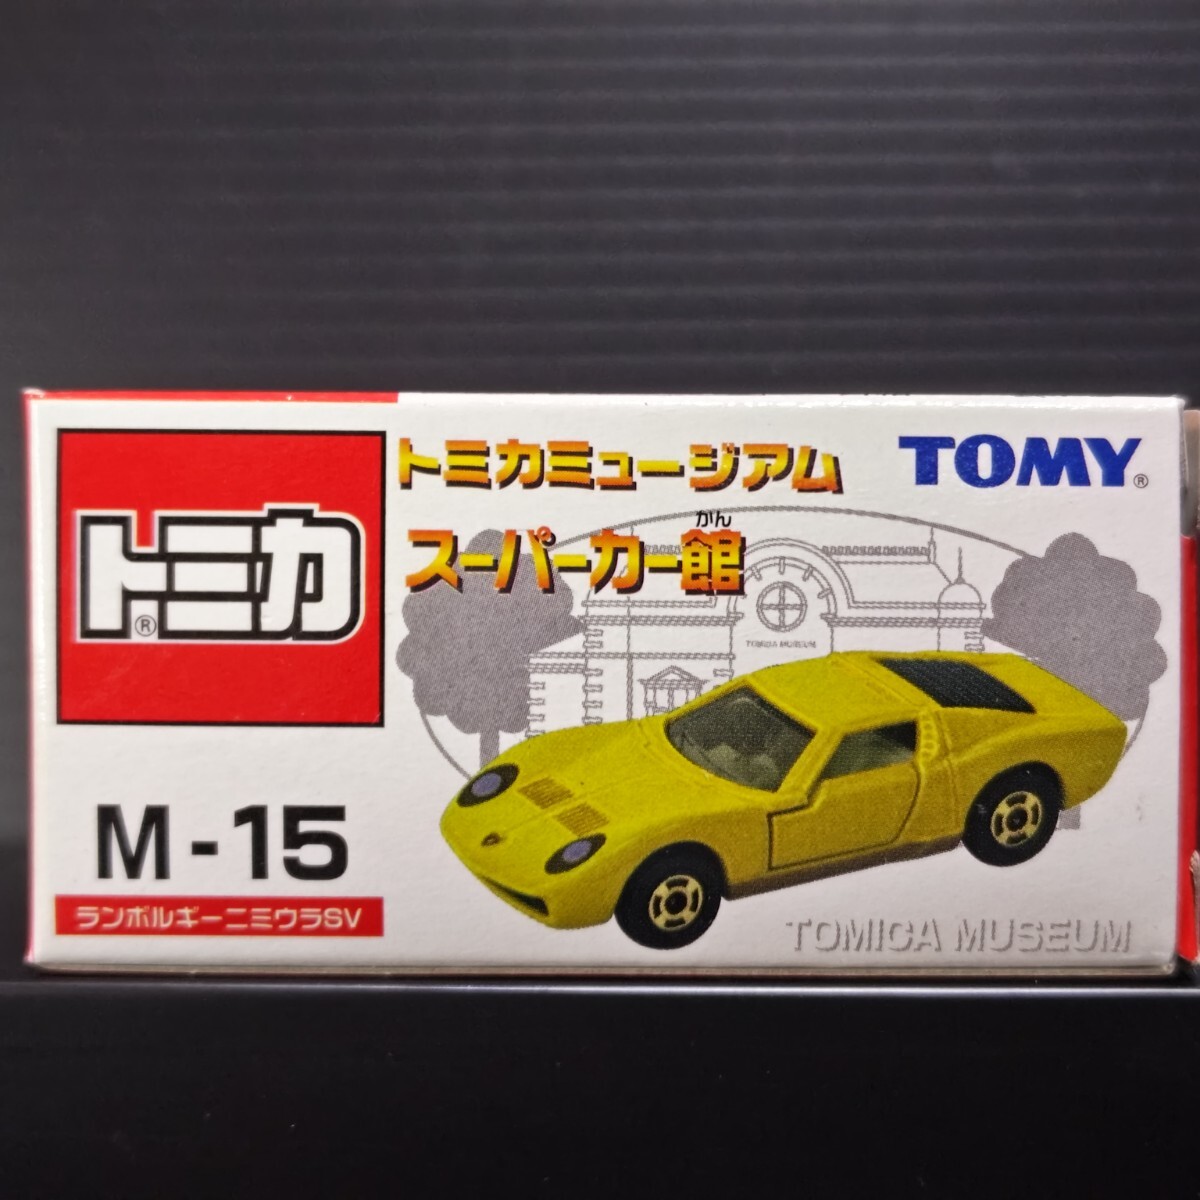 トミカミュージアム
TOMY®
かん
スーパーカー館
トミカ®
TOMICA MUSEUM
M-15
ランボルギーニミウラSV
TOMICA MUSEUM